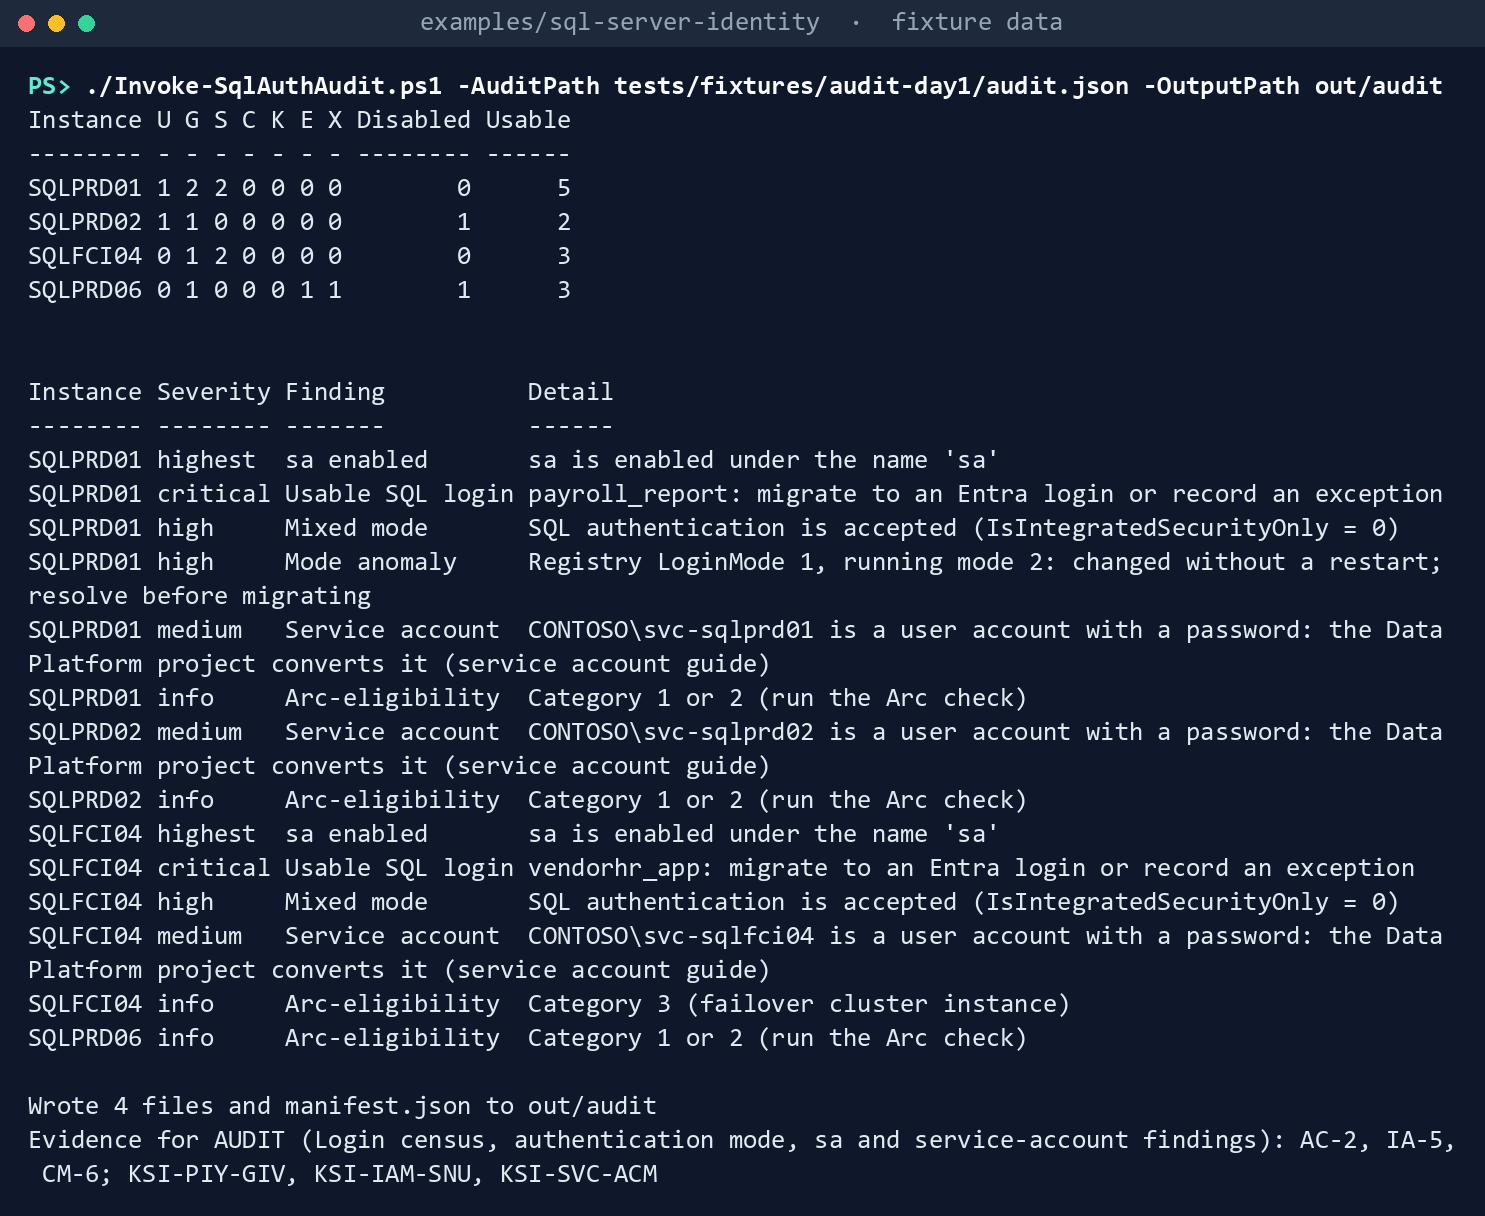 examples/sql-server-identity · fixture data
PS> ./Invoke-SqlAuthAudit.ps1 -AuditPath tests/fixtures/audit-day1/audit.json -OutputPath out/audit
Instance U G S C K E X Disabled Usable
-------- - - - - - - - -------- ------
SQLPRD01 1 2 2 0 0 0 0        0      5
SQLPRD02 1 1 0 0 0 0 0        1      2
SQLFCI04 0 1 2 0 0 0 0        0      3
SQLPRD06 0 1 0 0 0 1 1        1      3
Instance Severity Finding          Detail
-------- -------- -------          ------
SQLPRD01 highest  sa enabled       sa is enabled under the name 'sa'
SQLPRD01 critical Usable SQL login payroll_report: migrate to an Entra login or record an exception
SQLPRD01 high     Mixed mode       SQL authentication is accepted (IsIntegratedSecurityOnly = 0)
SQLPRD01 high     Mode anomaly     Registry LoginMode 1, running mode 2: changed without a restart;
resolve before migrating
SQLPRD01 medium   Service account  CONTOSO\svc-sqlprd01 is a user account with a password: the Data
Platform project converts it (service account guide)
SQLPRD01 info     Arc-eligibility  Category 1 or 2 (run the Arc check)
SQLPRD02 medium   Service account  CONTOSO\svc-sqlprd02 is a user account with a password: the Data
Platform project converts it (service account guide)
SQLPRD02 info     Arc-eligibility  Category 1 or 2 (run the Arc check)
SQLFCI04 highest  sa enabled       sa is enabled under the name 'sa'
SQLFCI04 critical Usable SQL login vendorhr_app: migrate to an Entra login or record an exception
SQLFCI04 high     Mixed mode       SQL authentication is accepted (IsIntegratedSecurityOnly = 0)
SQLFCI04 medium   Service account  CONTOSO\svc-sqlfci04 is a user account with a password: the Data
Platform project converts it (service account guide)
SQLFCI04 info     Arc-eligibility  Category 3 (failover cluster instance)
SQLPRD06 info     Arc-eligibility  Category 1 or 2 (run the Arc check)
Wrote 4 files and manifest.json to out/audit
Evidence for AUDIT (Login census, authentication mode, sa and service-account findings): AC-2, IA-5,
CM-6; KSI-PIY-GIV, KSI-IAM-SNU, KSI-SVC-ACM